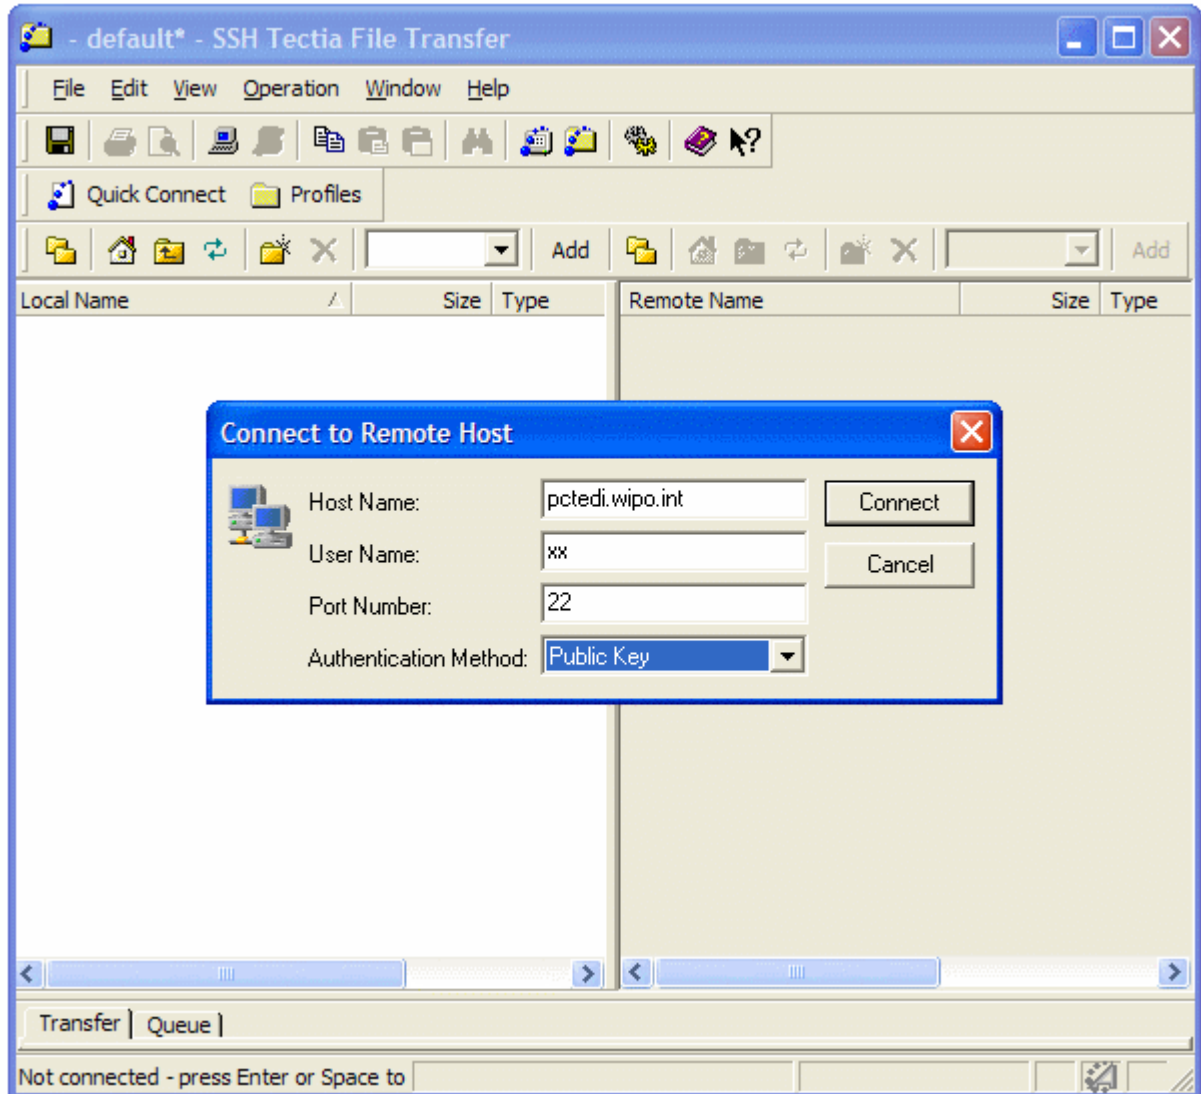 - default* - SSH Tectia File Transfer
File Edit View Operation Window Help
Quick Connect Profiles
Add Add
Local Name Size Type Remote Name Size Type
Connect to Remote Host
Host Name: pctedi.wipo.int Connect
User Name: xx Cancel
Port Number: 22
Authentication Method: Public Key
Transfer Queue
Not connected - press Enter or Space to